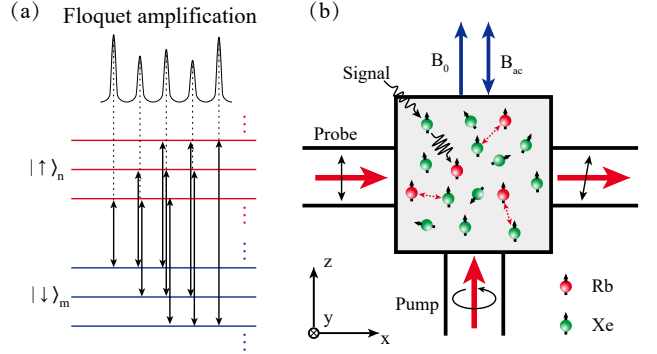 (a) Floquet amplification
|↑⟩n
|↓⟩m
(b)
B0
Bac
Signal
Probe
Pump
z
y
x
Rb
Xe